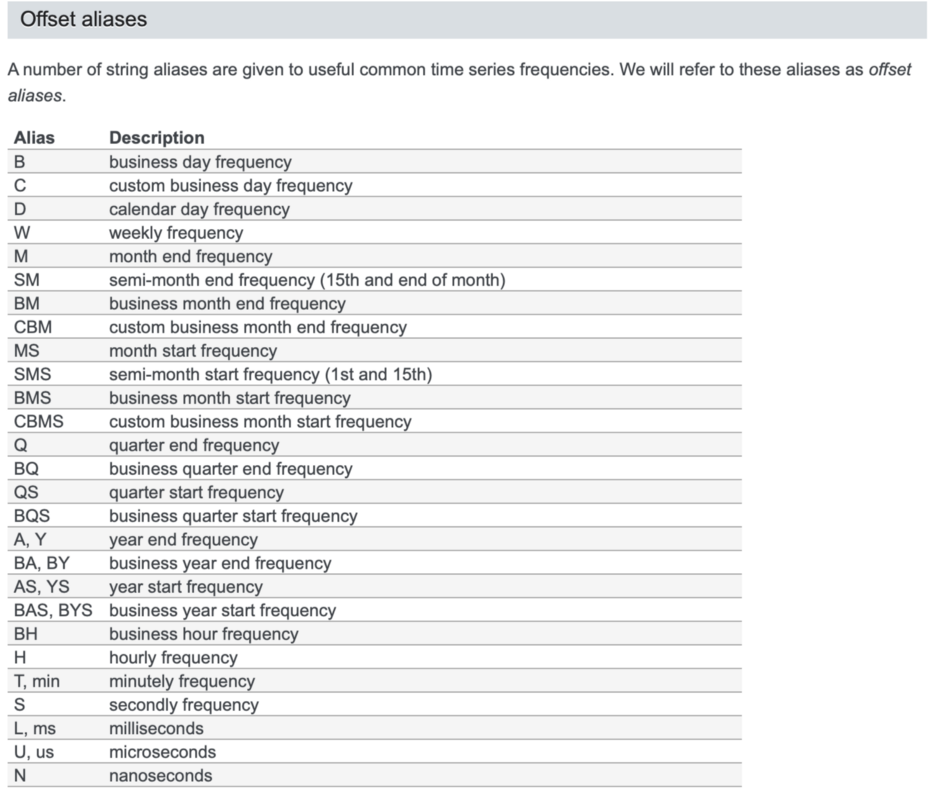 Offset aliases
A number of string aliases are given to useful common time series frequencies. We will refer to these aliases as offset
aliases.
Alias Description
B business day frequency
C custom business day frequency
D calendar day frequency
W weekly frequency
M month end frequency
SM semi-month end frequency (15th and end of month)
BM business month end frequency
CBM custom business month end frequency
MS month start frequency
SMS semi-month start frequency (1st and 15th)
BMS business month start frequency
CBMS custom business month start frequency
Q quarter end frequency
BQ business quarter end frequency
QS quarter start frequency
BQS business quarter start frequency
A, Y year end frequency
BA, BY business year end frequency
AS, YS year start frequency
BAS, BYS business year start frequency
BH business hour frequency
H hourly frequency
T, min minutely frequency
S secondly frequency
L, ms milliseconds
U, us microseconds
N nanoseconds